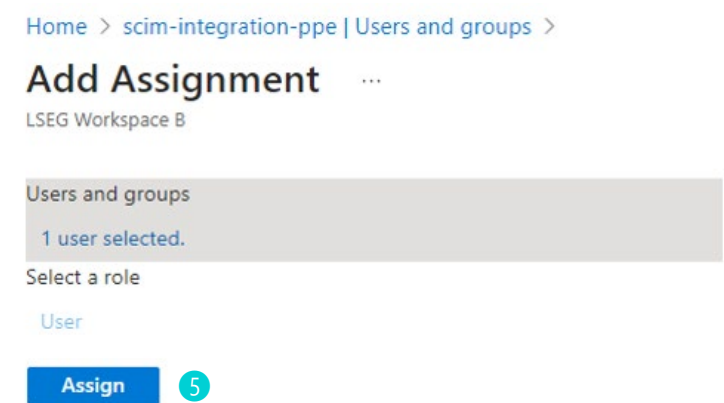 Home > scim-integration-ppe | Users and groups >
Add Assignment ...
LSEG Workspace B
Users and groups
1 user selected.
Select a role
User
Assign 5